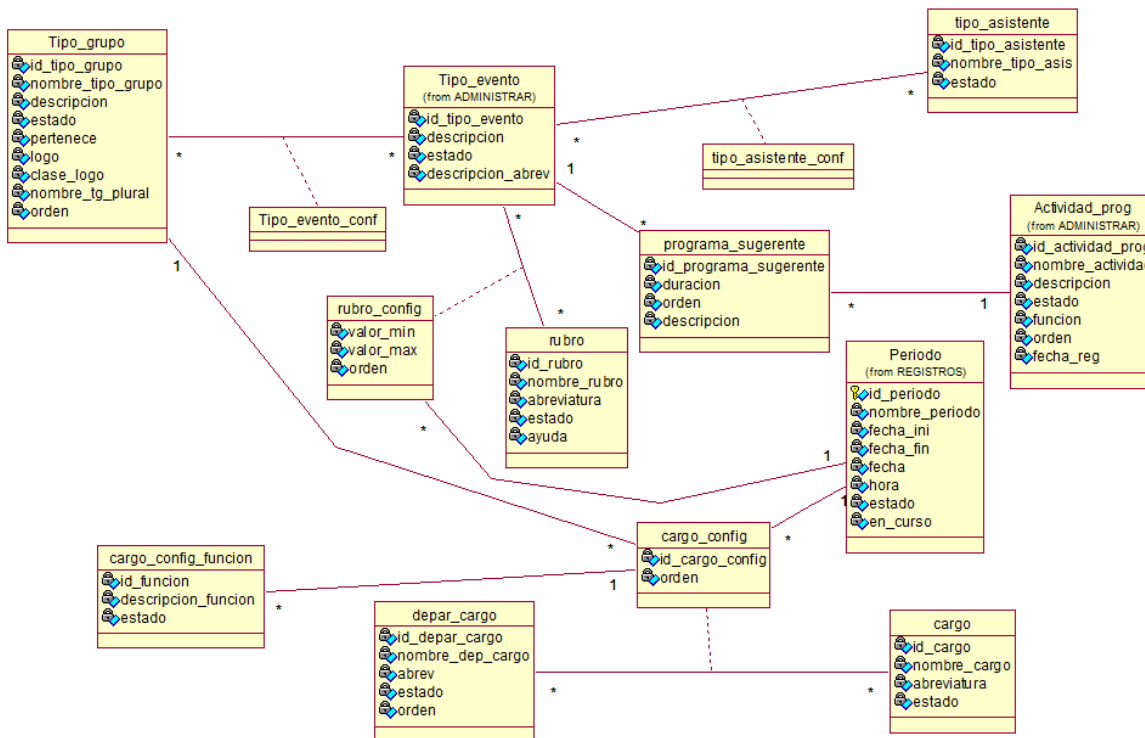 Tipo_grupo
id_tipo_grupo
nombre_tipo_grupo
descripcion
estado
pertenece
logo
clase_logo
nombre_tg_plural
orden
*
*
1
Tipo_evento_conf
Tipo_evento
(from ADMINISTRAR)
id_tipo_evento
descripcion
estado
descripcion_abrev
*
*
1
*
*
tipo_asistente
id_tipo_asistente
nombre_tipo_asis
estado
tipo_asistente_conf
programa_sugerente
id_programa_sugerente
duracion
orden
descripcion
*
1
Actividad_prog
(from ADMINISTRAR)
id_actividad_prog
nombre_actividad
descripcion
estado
funcion
orden
fecha_reg
rubro_config
valor_min
valor_max
orden
*
*
rubro
id_rubro
nombre_rubro
abreviatura
estado
ayuda
Periodo
(from REGISTROS)
id_periodo
nombre_periodo
fecha_ini
fecha_fin
fecha
hora
estado
en_curso
1
1
*
*
cargo_config
id_cargo_config
orden
1
*
cargo_config_funcion
id_funcion
descripcion_funcion
estado
depar_cargo
id_depar_cargo
nombre_dep_cargo
abrev
estado
orden
*
*
cargo
id_cargo
nombre_cargo
abreviatura
estado